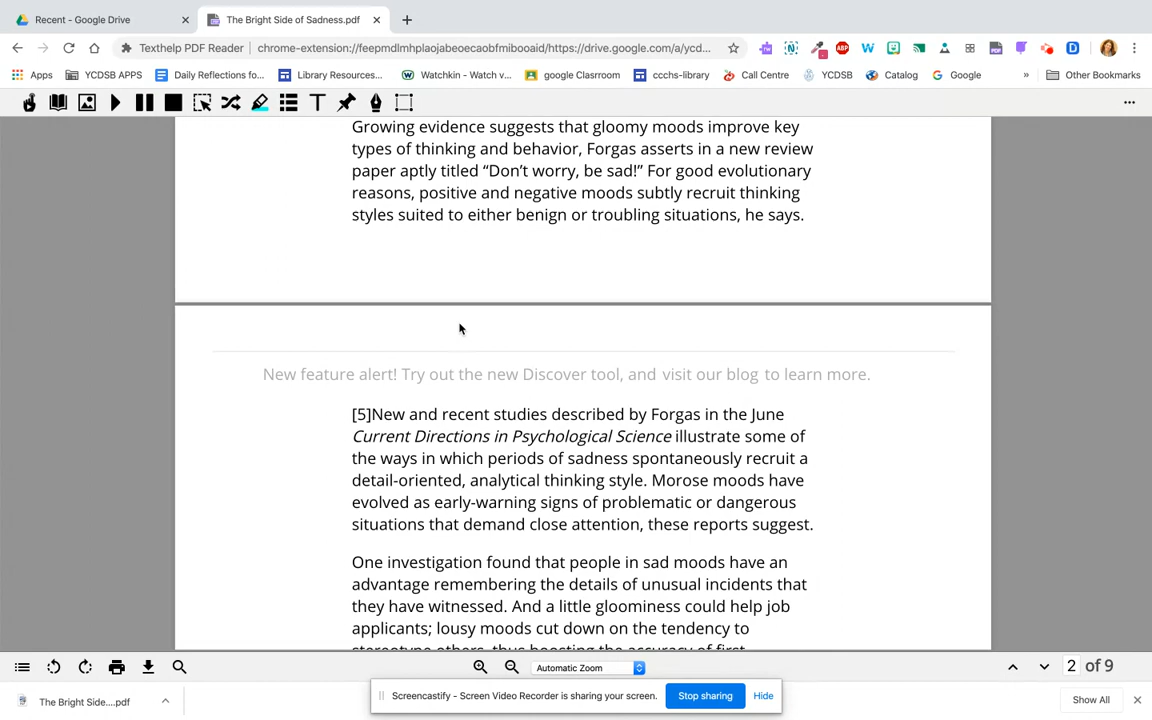 Recent - Google Drive
The Bright Side of Sadness.pdf
Texthelp PDF Reader
chrome-extension://feepmdlmhplaojabeoecaobfmibooaid/https://drive.google.com/a/ycd...
Apps
YCDSB APPS
Daily Reflections fo...
Library Resources...
Watchkin - Watch v...
google Clasrroom
ccchs-library
Call Centre
YCDSB
Catalog
Google
»
Other Bookmarks
Growing evidence suggests that gloomy moods improve key
types of thinking and behavior, Forgas asserts in a new review
paper aptly titled “Don’t worry, be sad!” For good evolutionary
reasons, positive and negative moods subtly recruit thinking
styles suited to either benign or troubling situations, he says.
New feature alert! Try out the new Discover tool, and visit our blog to learn more.
[5]New and recent studies described by Forgas in the June
Current Directions in Psychological Science illustrate some of
the ways in which periods of sadness spontaneously recruit a
detail-oriented, analytical thinking style. Morose moods have
evolved as early-warning signs of problematic or dangerous
situations that demand close attention, these reports suggest.
One investigation found that people in sad moods have an
advantage remembering the details of unusual incidents that
they have witnessed. And a little gloominess could help job
applicants; lousy moods cut down on the tendency to
stereotype others, thus boosting the accuracy of first
Automatic Zoom
2 of 9
Screencastify - Screen Video Recorder is sharing your screen.
Stop sharing
Hide
The Bright Side....pdf
Show All